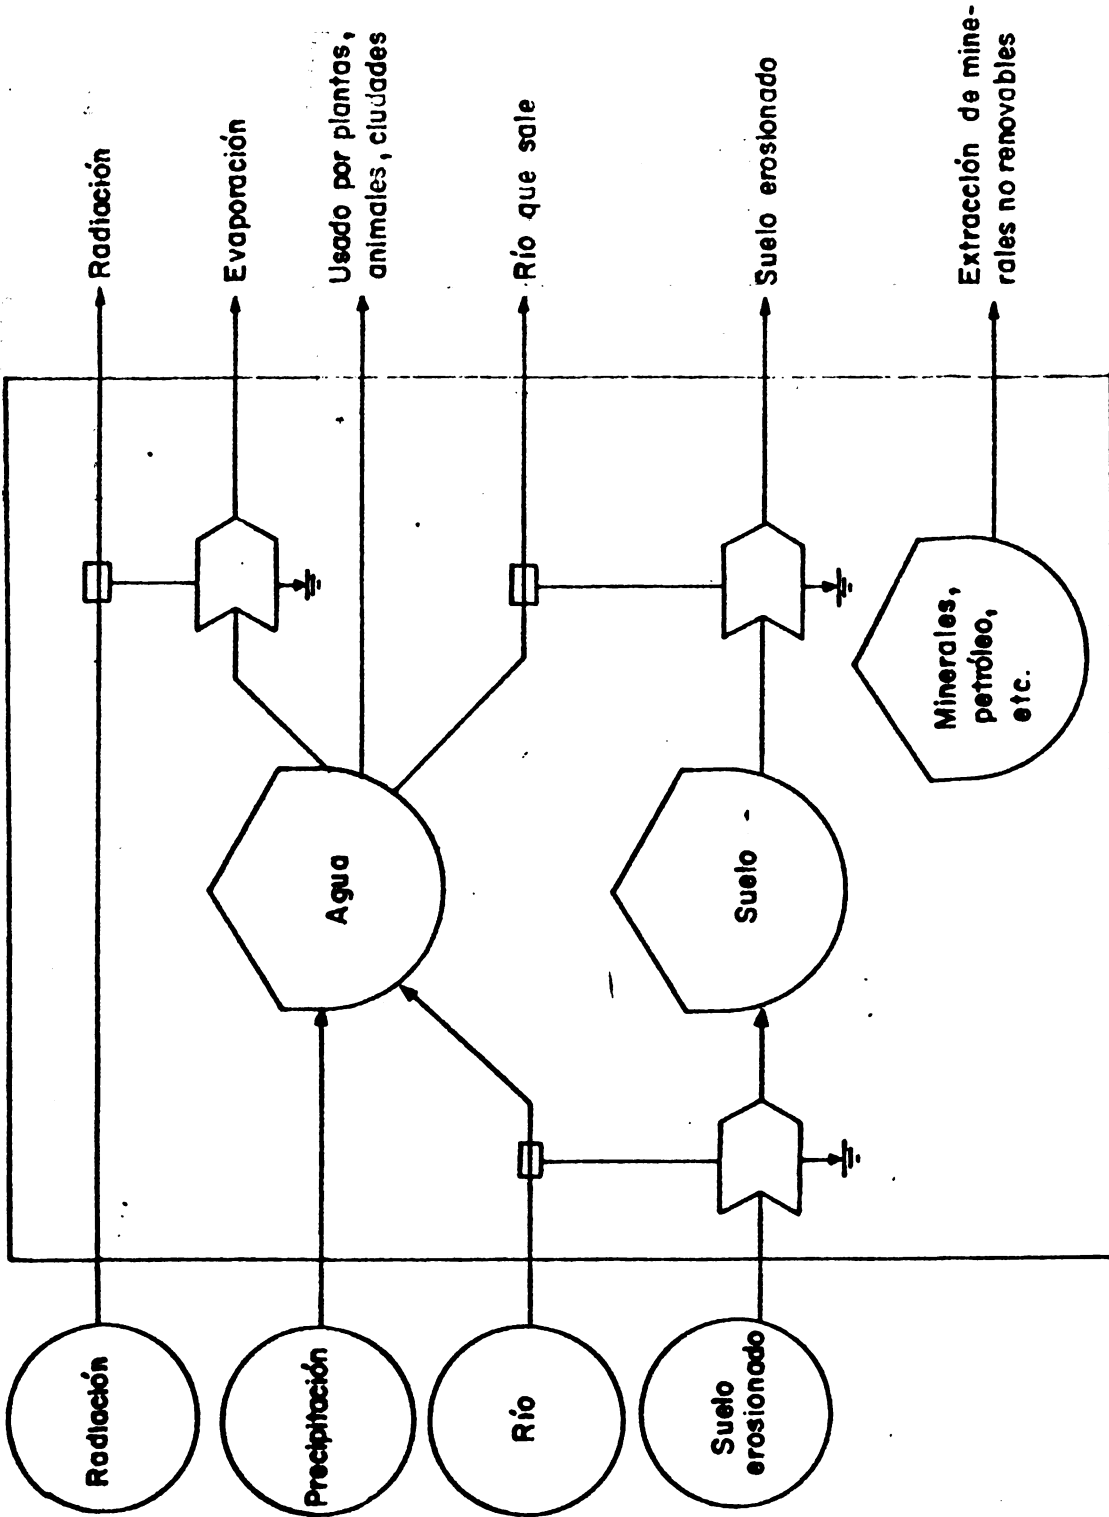 Radiación
Precipitación
Río
Suelo
erosionado
Agua
Suelo
Minerales,
petróleo,
etc.
Radiación
Evaporación
Usado por plantas,
animales, ciudades
Río que sale
Suelo erosionado
Extracción de mine-
rales no renovables